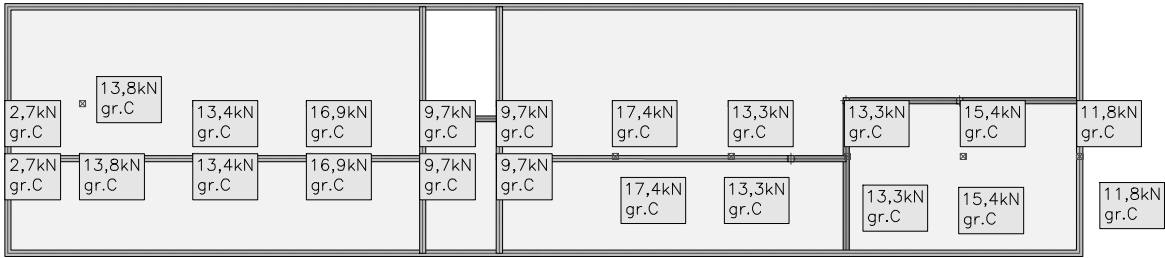 13,8kN
gr.C
2,7kN
gr.C
13,4kN
gr.C
16,9kN
gr.C
9,7kN
gr.C
9,7kN
gr.C
17,4kN
gr.C
13,3kN
gr.C
13,3kN
gr.C
15,4kN
gr.C
11,8kN
gr.C
2,7kN
gr.C
13,8kN
gr.C
13,4kN
gr.C
16,9kN
gr.C
9,7kN
gr.C
9,7kN
gr.C
17,4kN
gr.C
13,3kN
gr.C
13,3kN
gr.C
15,4kN
gr.C
11,8kN
gr.C